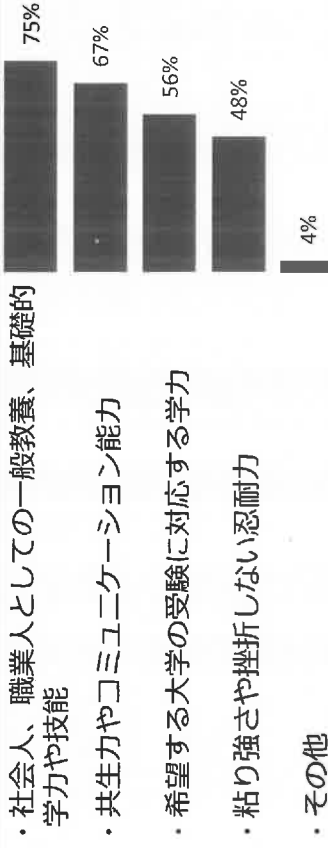 ・社会人、職業人としての一般教養、基礎的
学力や技能
75%
・共生力やコミュニケーション能力
67%
・希望する大学の受験に対応する学力
56%
・粘り強さや挫折しない忍耐力
48%
・その他
4%